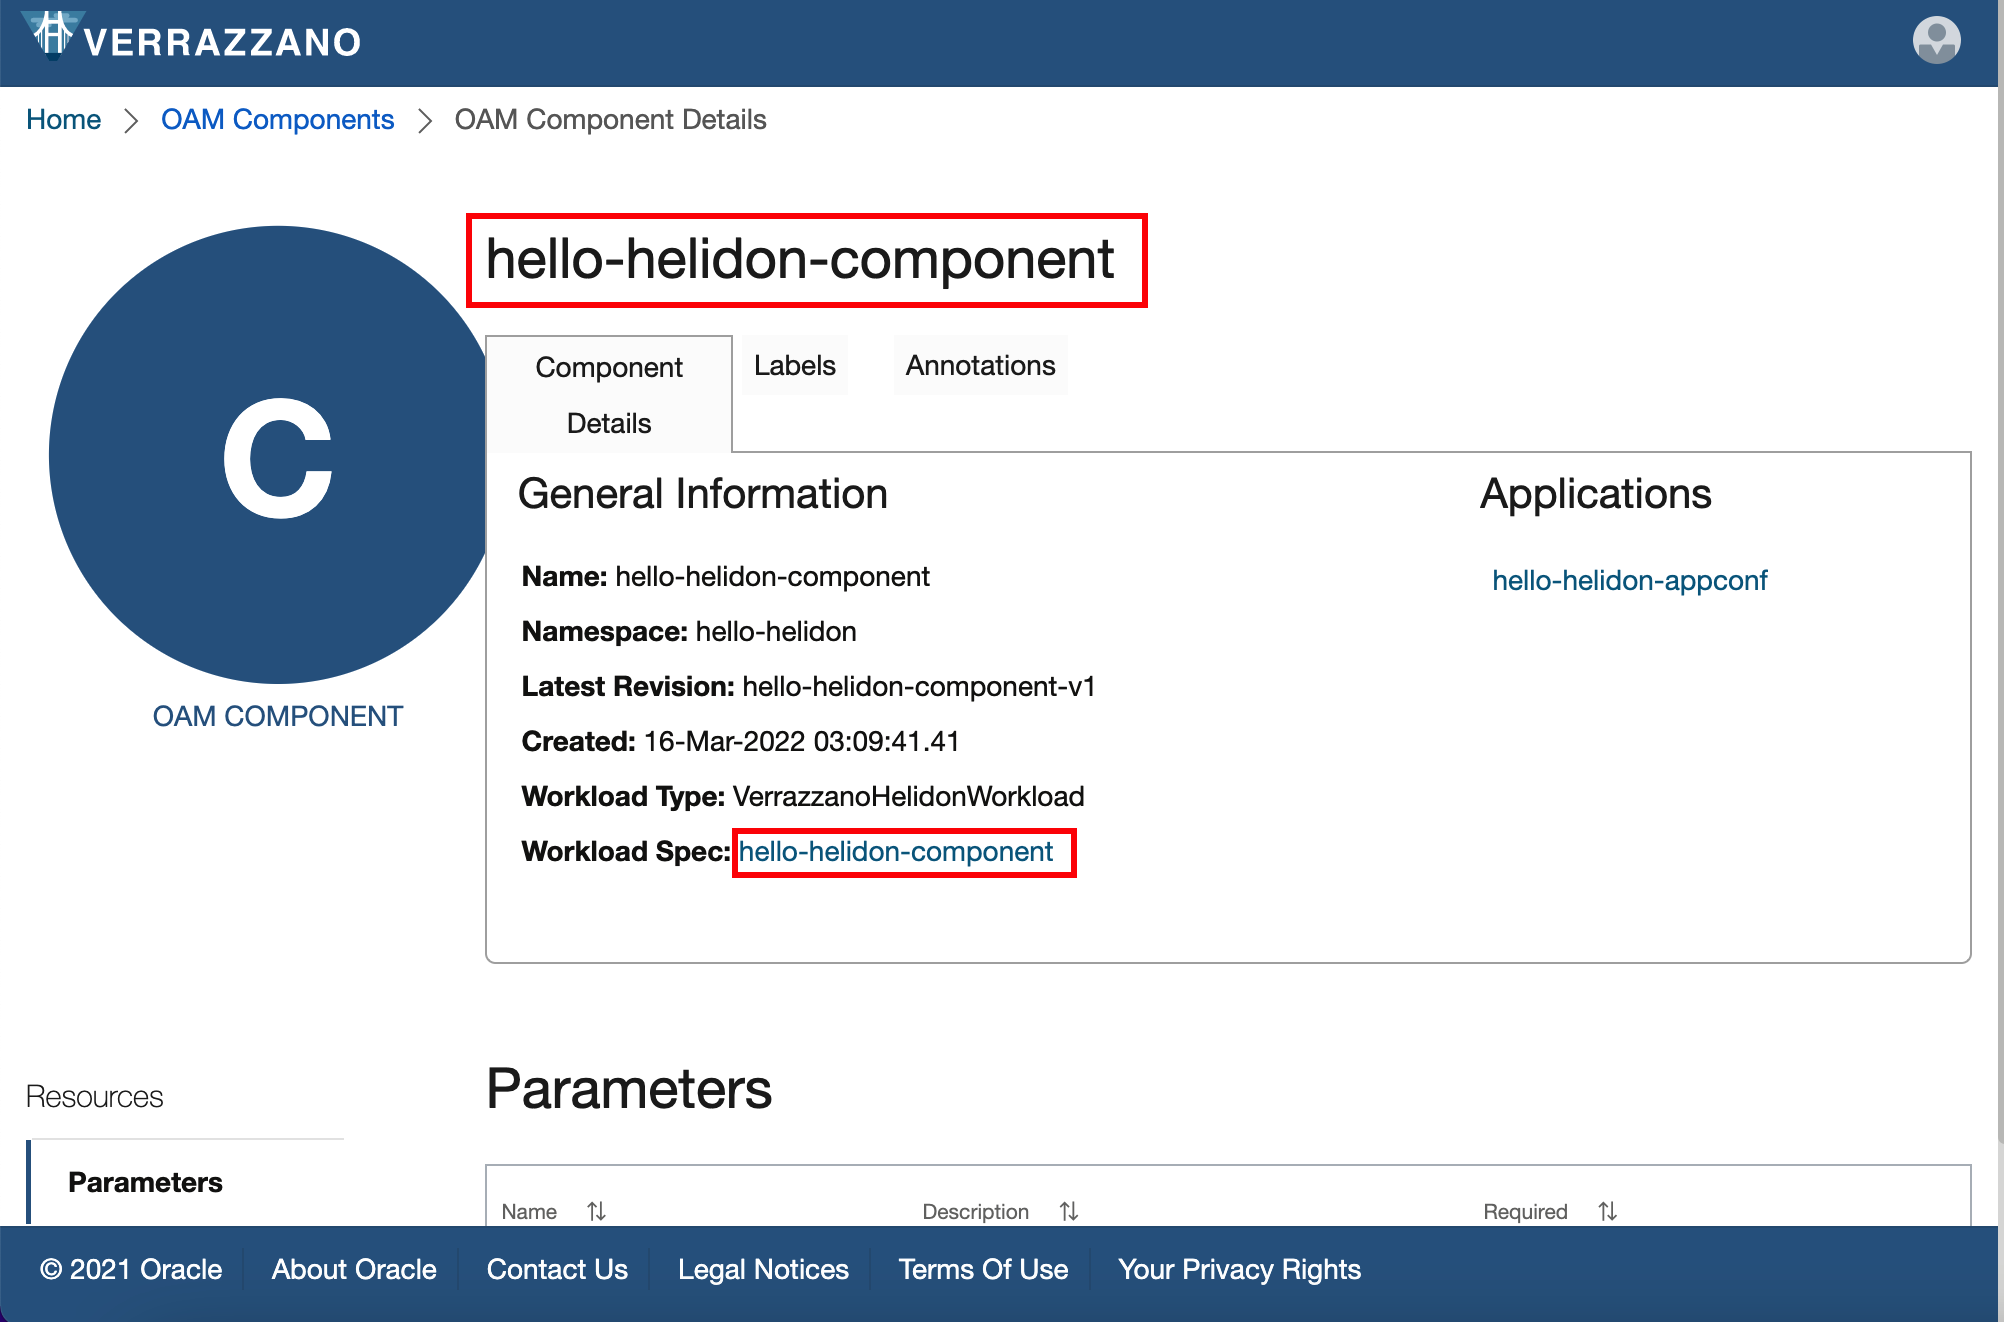 VERRAZZANO
Home > OAM Components > OAM Component Details
hello-helidon-component
Component Details
Labels
Annotations
C
OAM COMPONENT
General Information
Name: hello-helidon-component
Namespace: hello-helidon
Latest Revision: hello-helidon-component-v1
Created: 16-Mar-2022 03:09:41.41
Workload Type: VerrazzanoHelidonWorkload
Workload Spec: hello-helidon-component
Applications
hello-helidon-appconf
Resources
Parameters
Parameters
Name Description Required
© 2021 Oracle About Oracle Contact Us Legal Notices Terms Of Use Your Privacy Rights